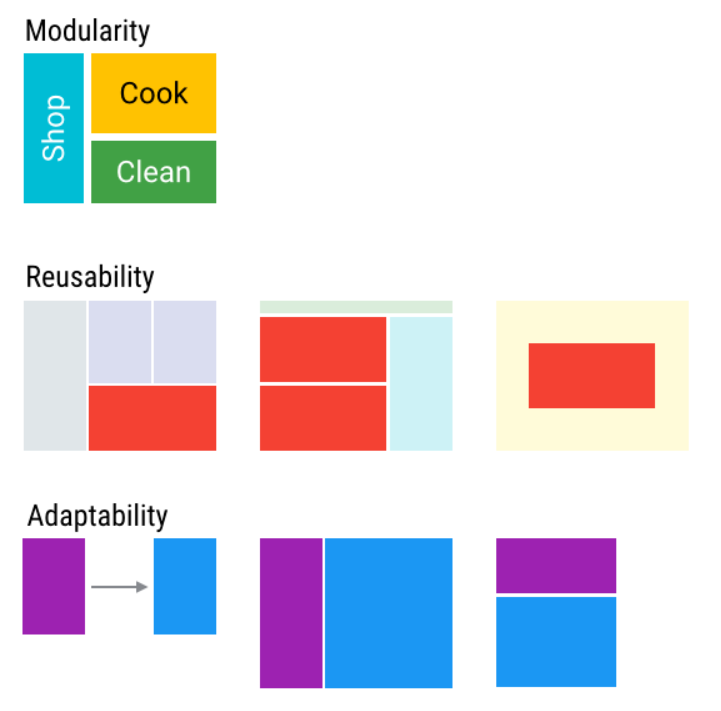 Modularity
Shop
Cook
Clean
Reusability
Adaptability